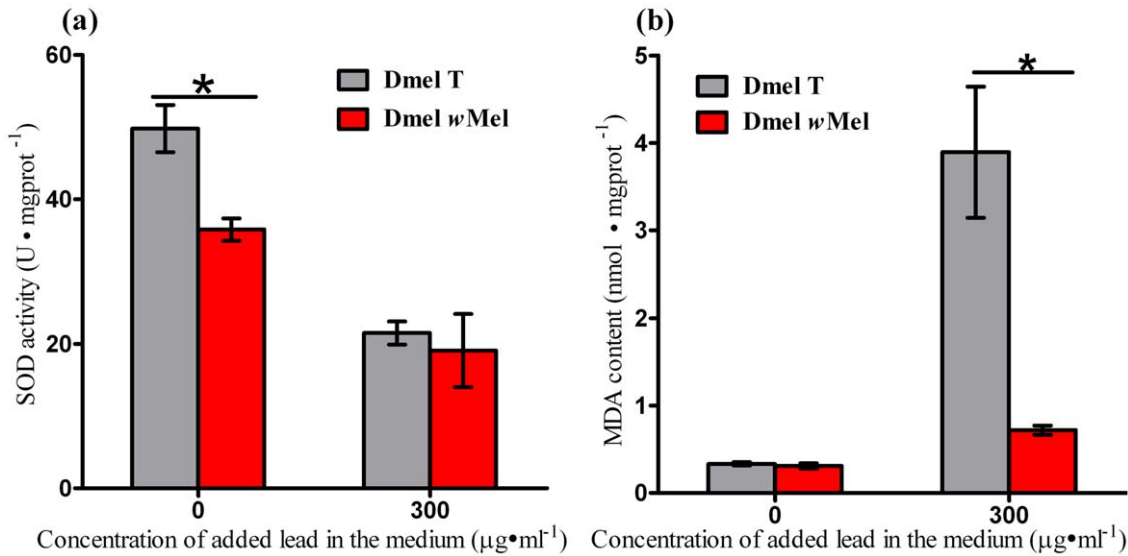 (a)
60
40
20
0
SOD activity (U • mgprot -1)
*
Dmel T
Dmel wMel
0
300
Concentration of added lead in the medium (μg•ml-1)
(b)
5
4
3
2
1
0
MDA content (nmol • mgprot -1)
*
Dmel T
Dmel wMel
0
300
Concentration of added lead in the medium (μg•ml-1)